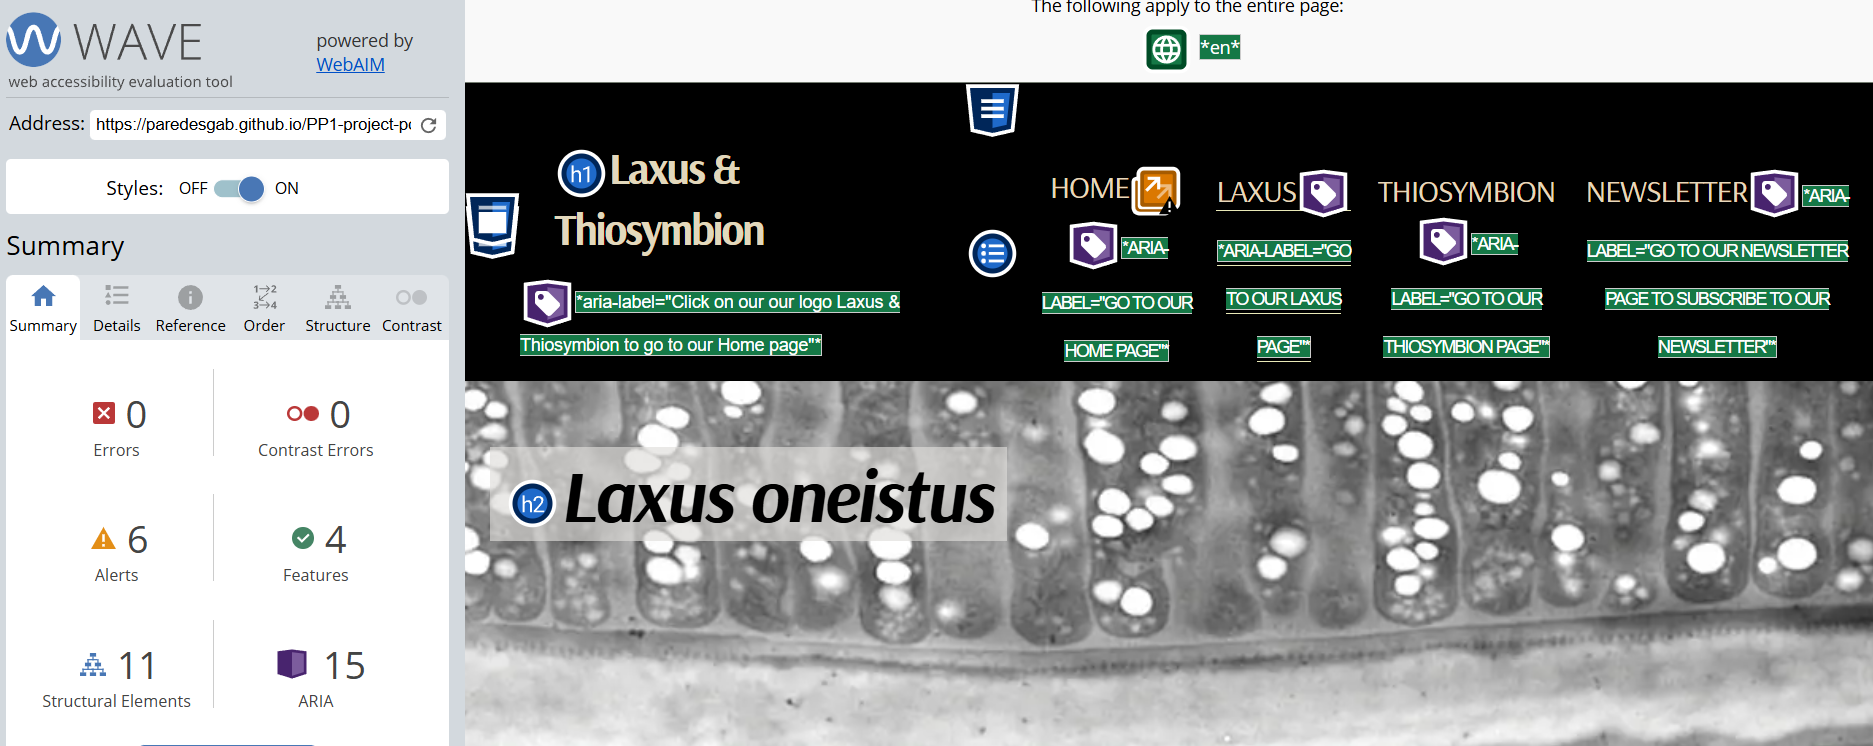 WAVE
powered by
WebAIM
web accessibility evaluation tool
Address: https://paredesgab.github.io/PP1-project-po
Styles: OFF ON
Summary
Summary Details Reference Order Structure Contrast
0 Errors
0 Contrast Errors
6 Alerts
4 Features
11 Structural Elements
15 ARIA
The following apply to the entire page:
*en*
h1 Laxus &
Thiosymbion
*aria-label="Click on our our logo Laxus &
Thiosymbion to go to our Home page"*
HOME
*ARIA-
LABEL="GO TO OUR
HOME PAGE"*
LAXUS
*ARIA-LABEL="GO
TO OUR LAXUS
PAGE"*
THIOSYMBION
*ARIA-
LABEL="GO TO OUR
THIOSYMBION PAGE"*
NEWSLETTER *ARIA-
LABEL="GO TO OUR NEWSLETTER
PAGE TO SUBSCRIBE TO OUR
NEWSLETTER"*
h2 Laxus oneistus